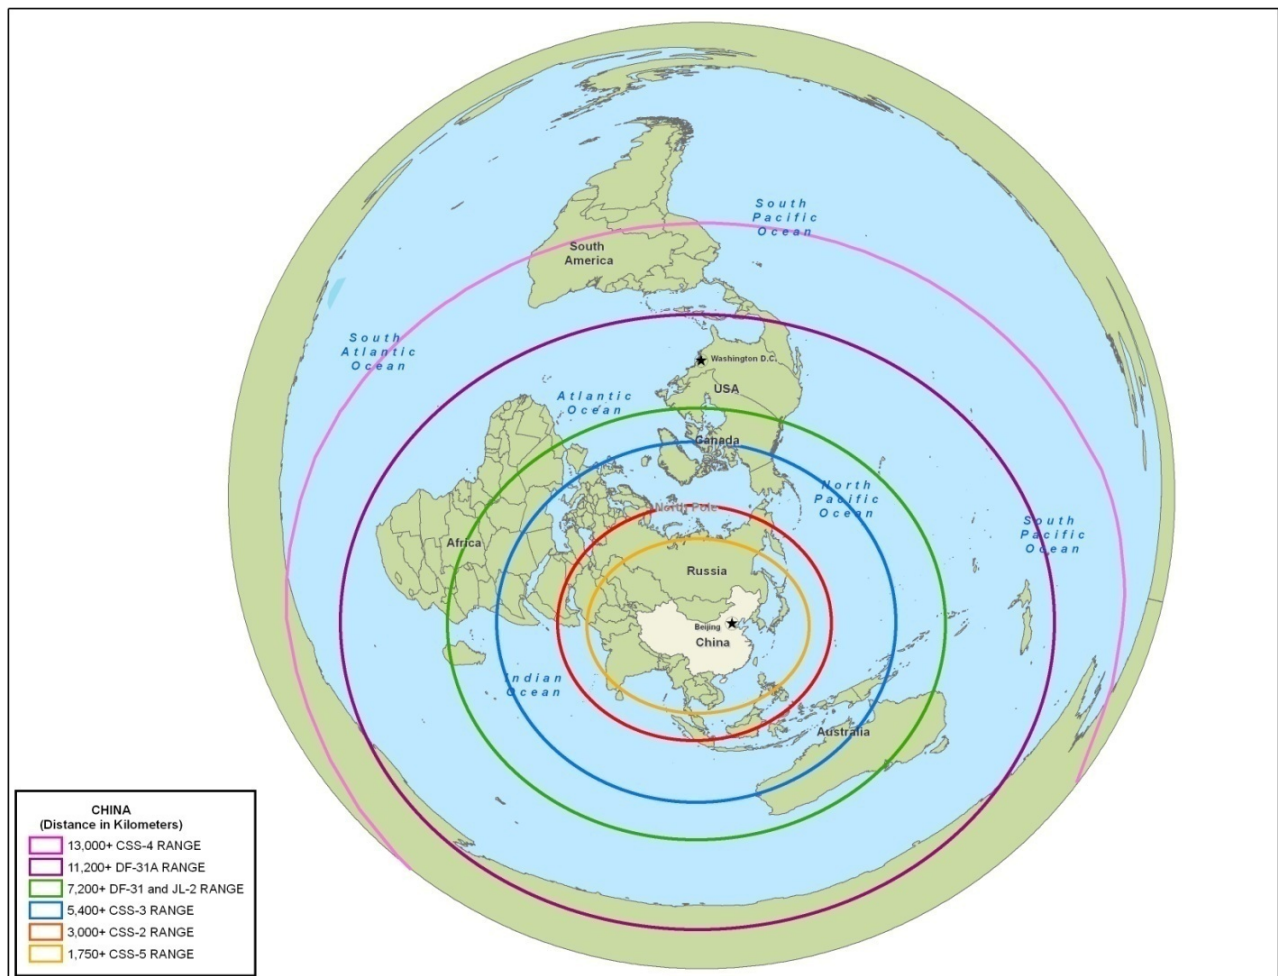 South
Pacific
Ocean
South
America
South
Atlantic
Ocean
Washington D.C.
USA
Atlantic
Ocean
Canada
North
Pacific
Ocean
North Pole
South
Pacific
Ocean
Africa
Russia
Beijing
China
Indian
Ocean
Australia
CHINA
(Distance in Kilometers)
13,000+ CSS-4 RANGE
11,200+ DF-31A RANGE
7,200+ DF-31 and JL-2 RANGE
5,400+ CSS-3 RANGE
3,000+ CSS-2 RANGE
1,750+ CSS-5 RANGE